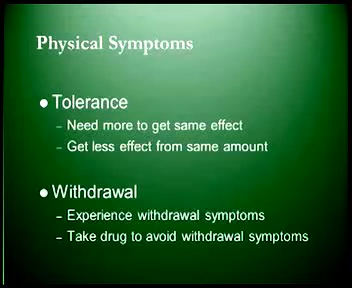 Physical Symptoms
● Tolerance
– Need more to get same effect
– Get less effect from same amount
● Withdrawal
– Experience withdrawal symptoms
– Take drug to avoid withdrawal symptoms